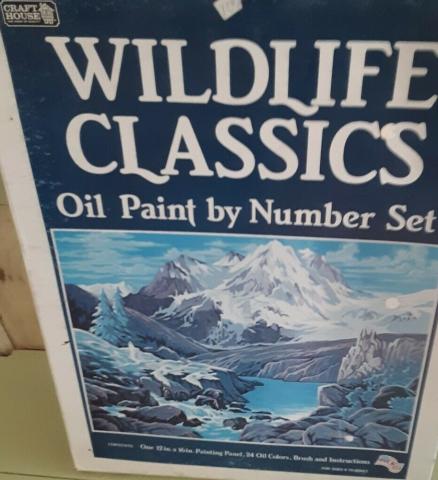 CRAFT
HOUSE
WILDLIFE
CLASSICS
Oil Paint by Number Set
CONTENTS: One 12 in. x 16 in. Painting Panel, 24 Oil Colors, Brush and Instructions